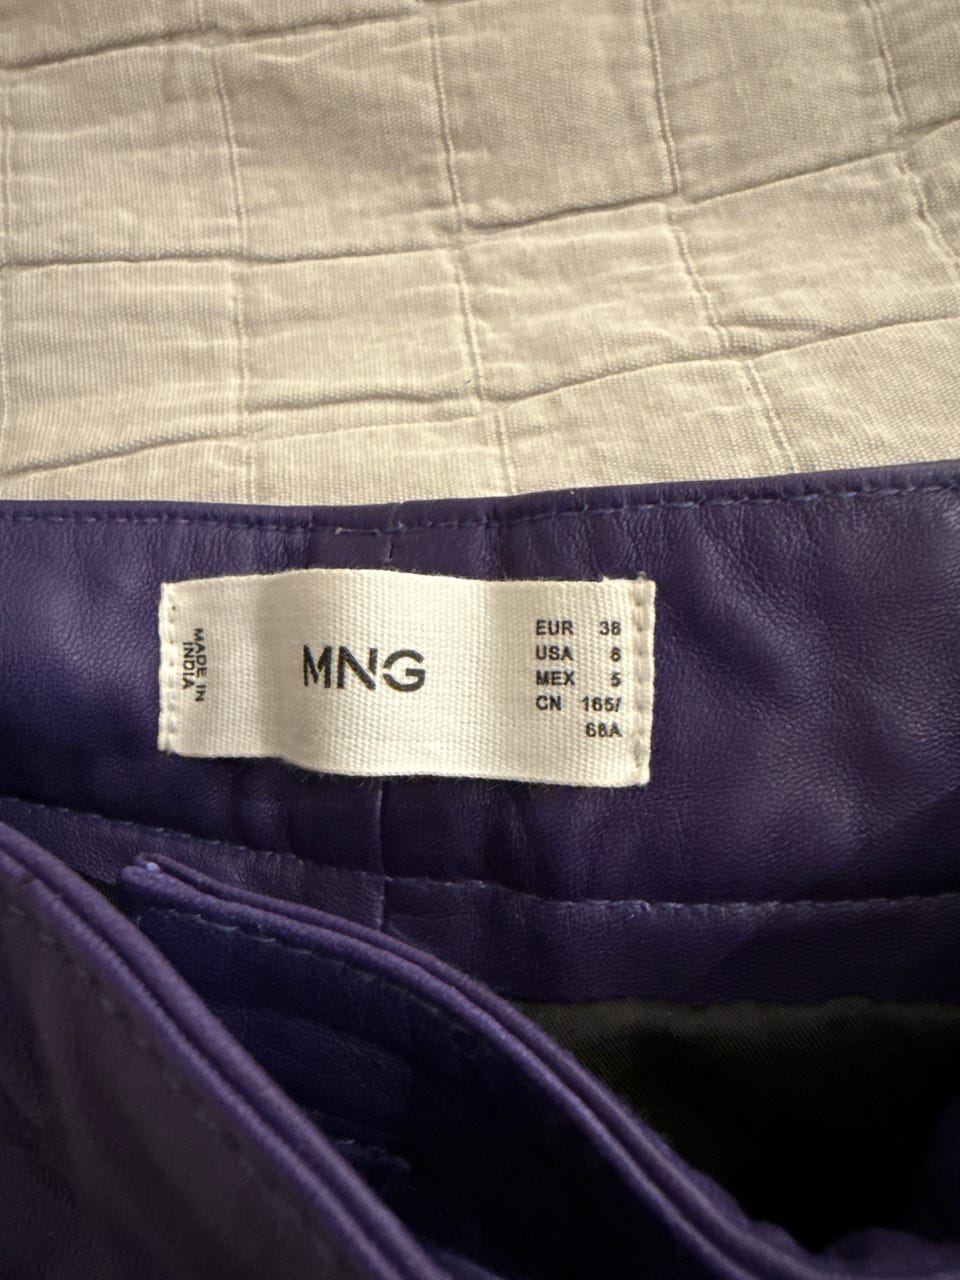 MADE IN
INDIA
MNG
EUR 38
USA 6
MEX 5
CN 165/
68A